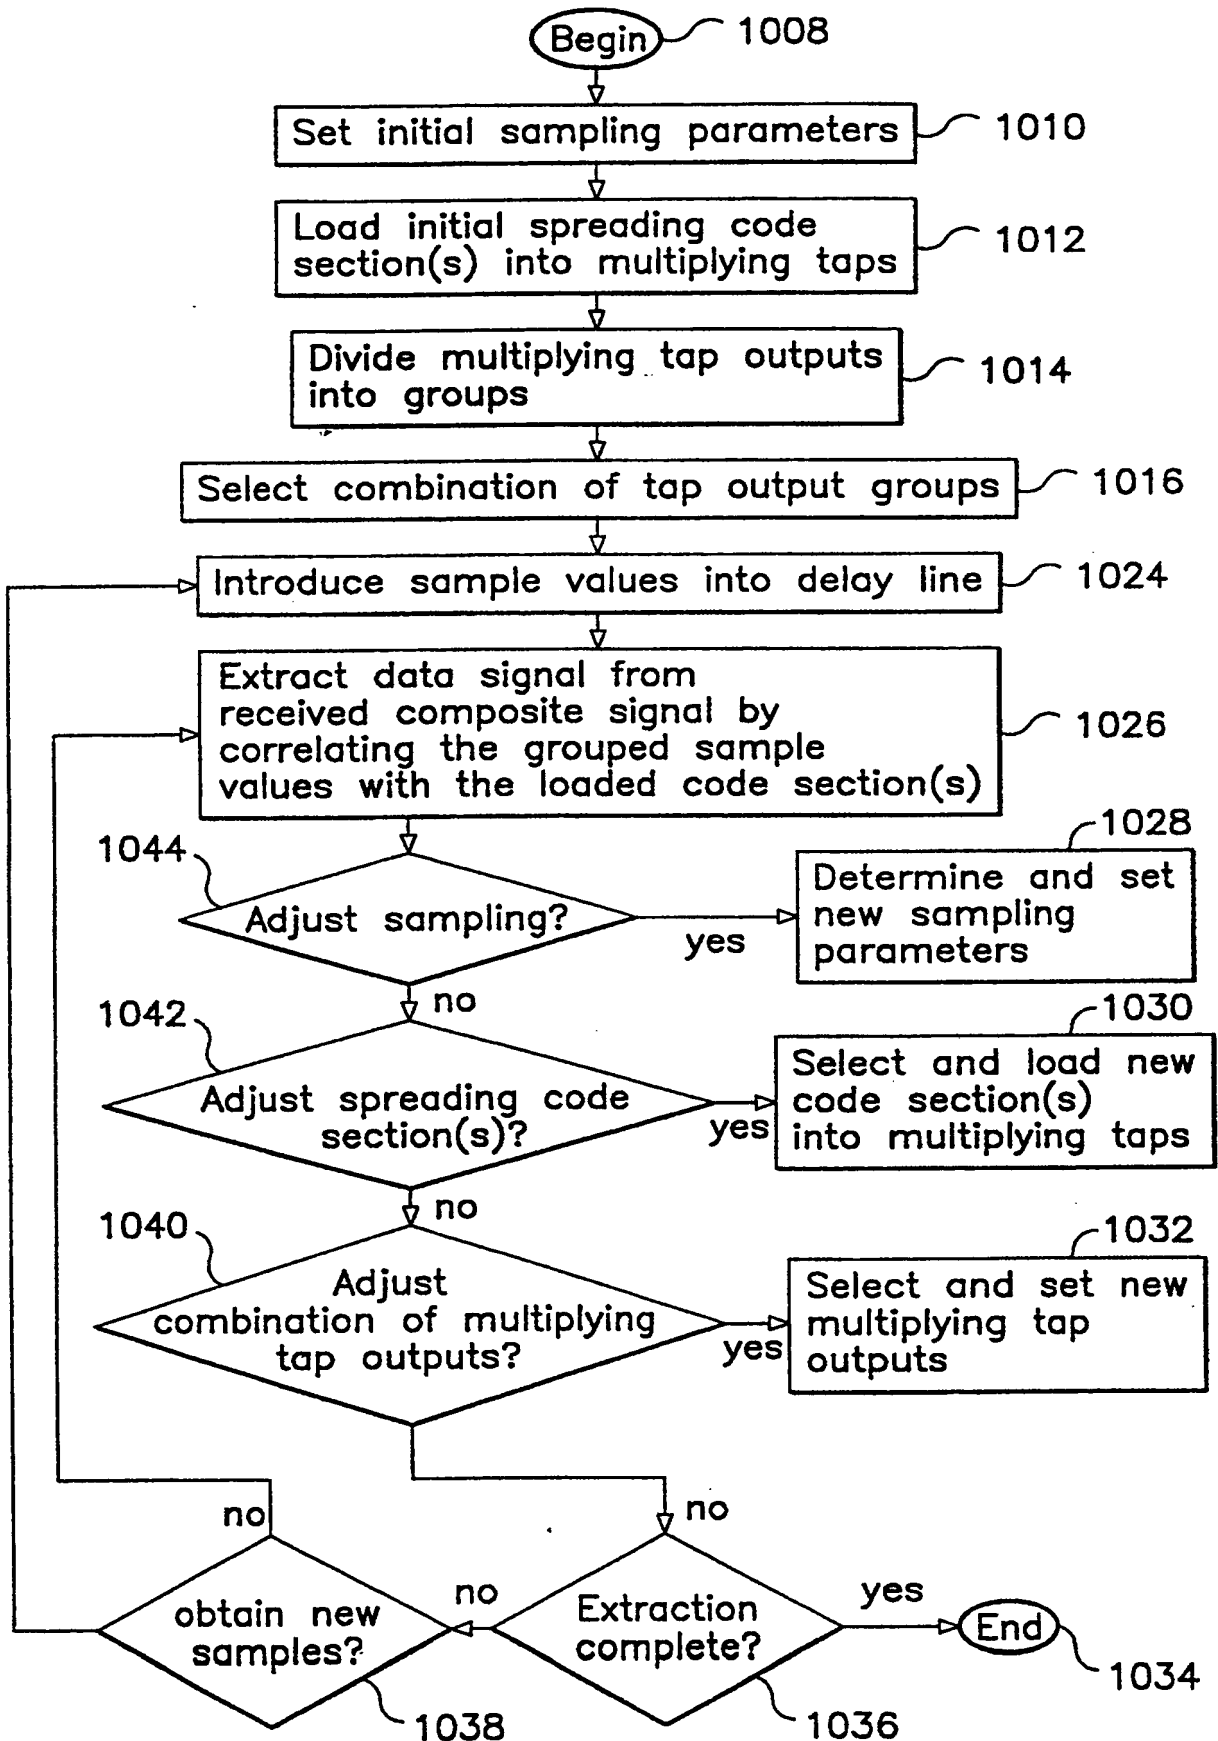 Begin
1008
Set initial sampling parameters
1010
Load initial spreading code
section(s) into multiplying taps
1012
Divide multiplying tap outputs
into groups
1014
Select combination of tap output groups
1016
Introduce sample values into delay line
1024
Extract data signal from
received composite signal by
correlating the grouped sample
values with the loaded code section(s)
1026
1044
Adjust sampling?
yes
1028
Determine and set
new sampling
parameters
no
1042
Adjust spreading code
section(s)?
yes
1030
Select and load new
code section(s)
into multiplying taps
no
1040
Adjust
combination of multiplying
tap outputs?
yes
1032
Select and set new
multiplying tap
outputs
no
no
obtain new
samples?
1038
no
Extraction
complete?
1036
yes
End
1034